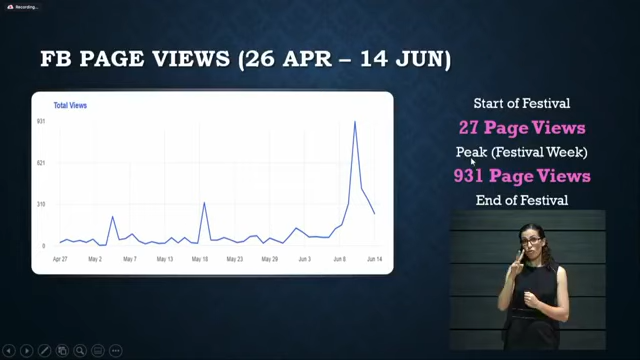 Recording...
FB PAGE VIEWS (26 APR – 14 JUN)
Total Views
931
621
310
0
Apr 27
May 2
May 7
May 13
May 18
May 23
May 29
Jun 3
Jun 8
Jun 14
Start of Festival
27 Page Views
Peak (Festival Week)
931 Page Views
End of Festival